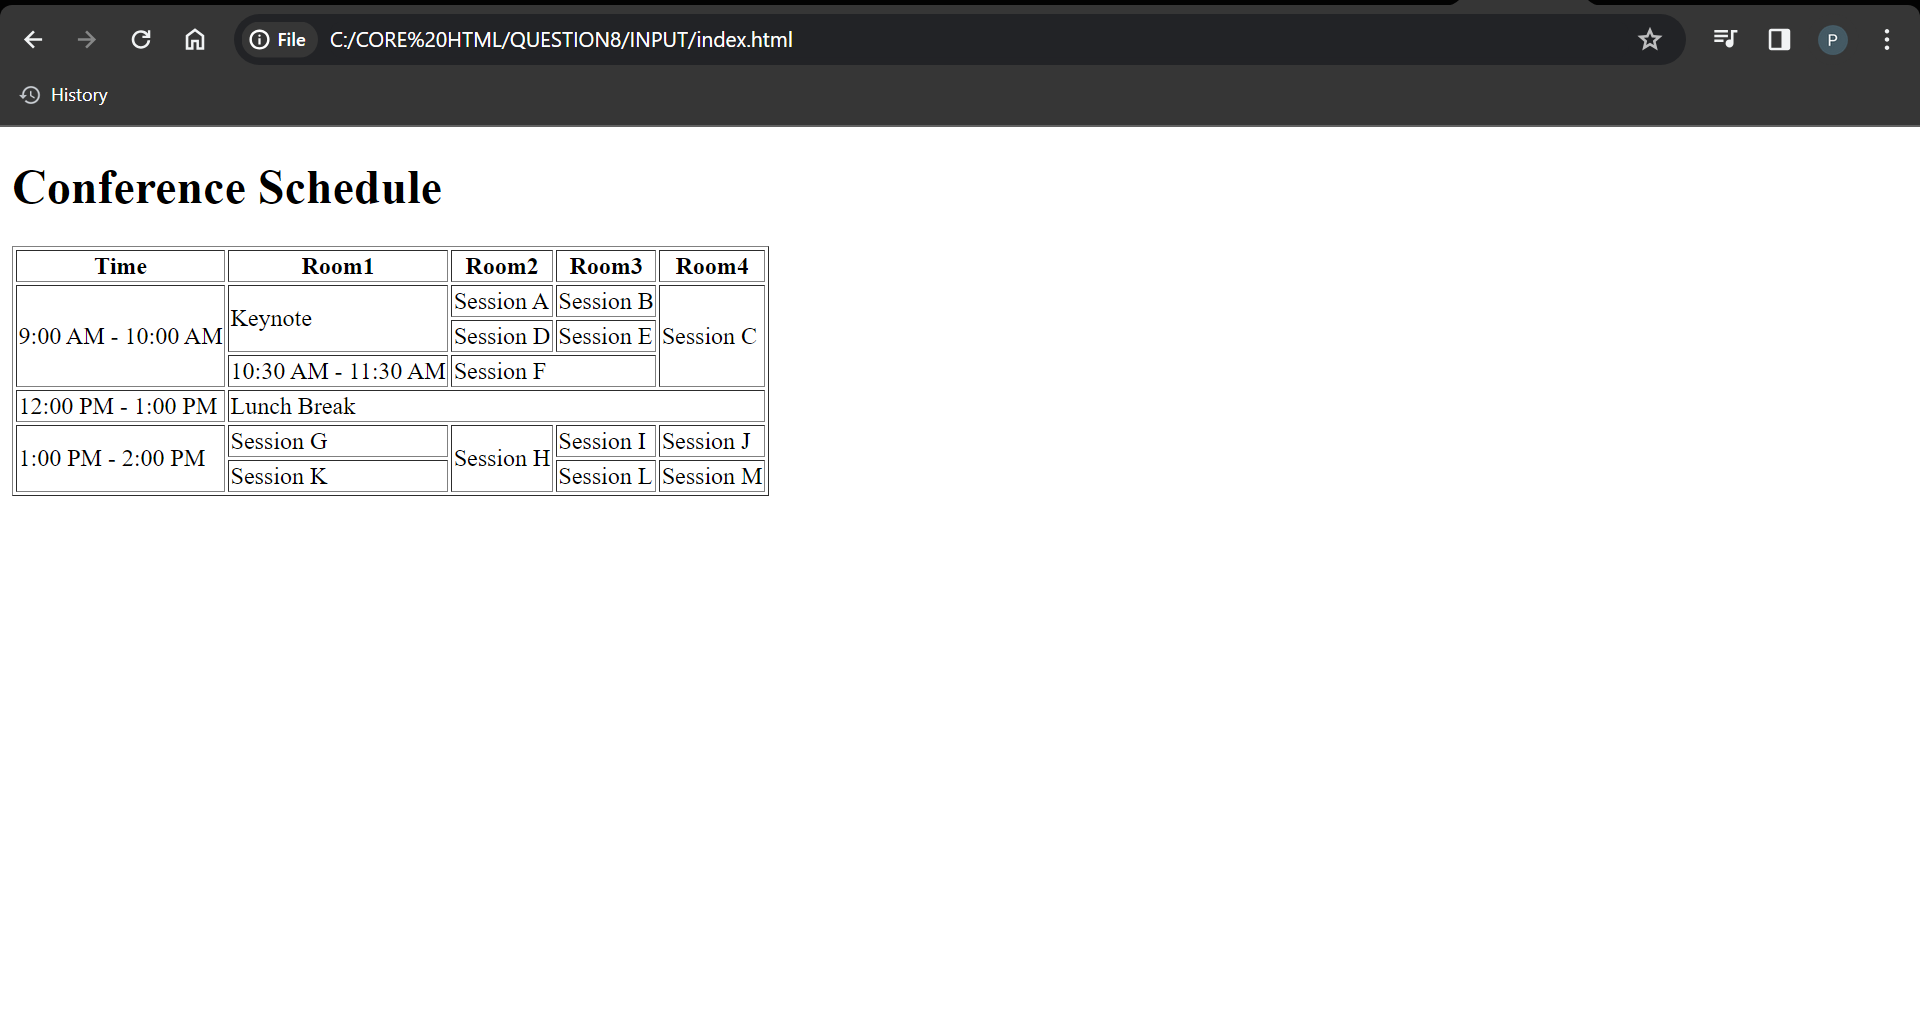 File C:/CORE%20HTML/QUESTION8/INPUT/index.html P
History
Conference Schedule
Time Room1 Room2 Room3 Room4
9:00 AM - 10:00 AM Keynote Session A Session B Session C
Session D Session E
10:30 AM - 11:30 AM Session F
12:00 PM - 1:00 PM Lunch Break
1:00 PM - 2:00 PM Session G Session H Session I Session J
Session K Session L Session M